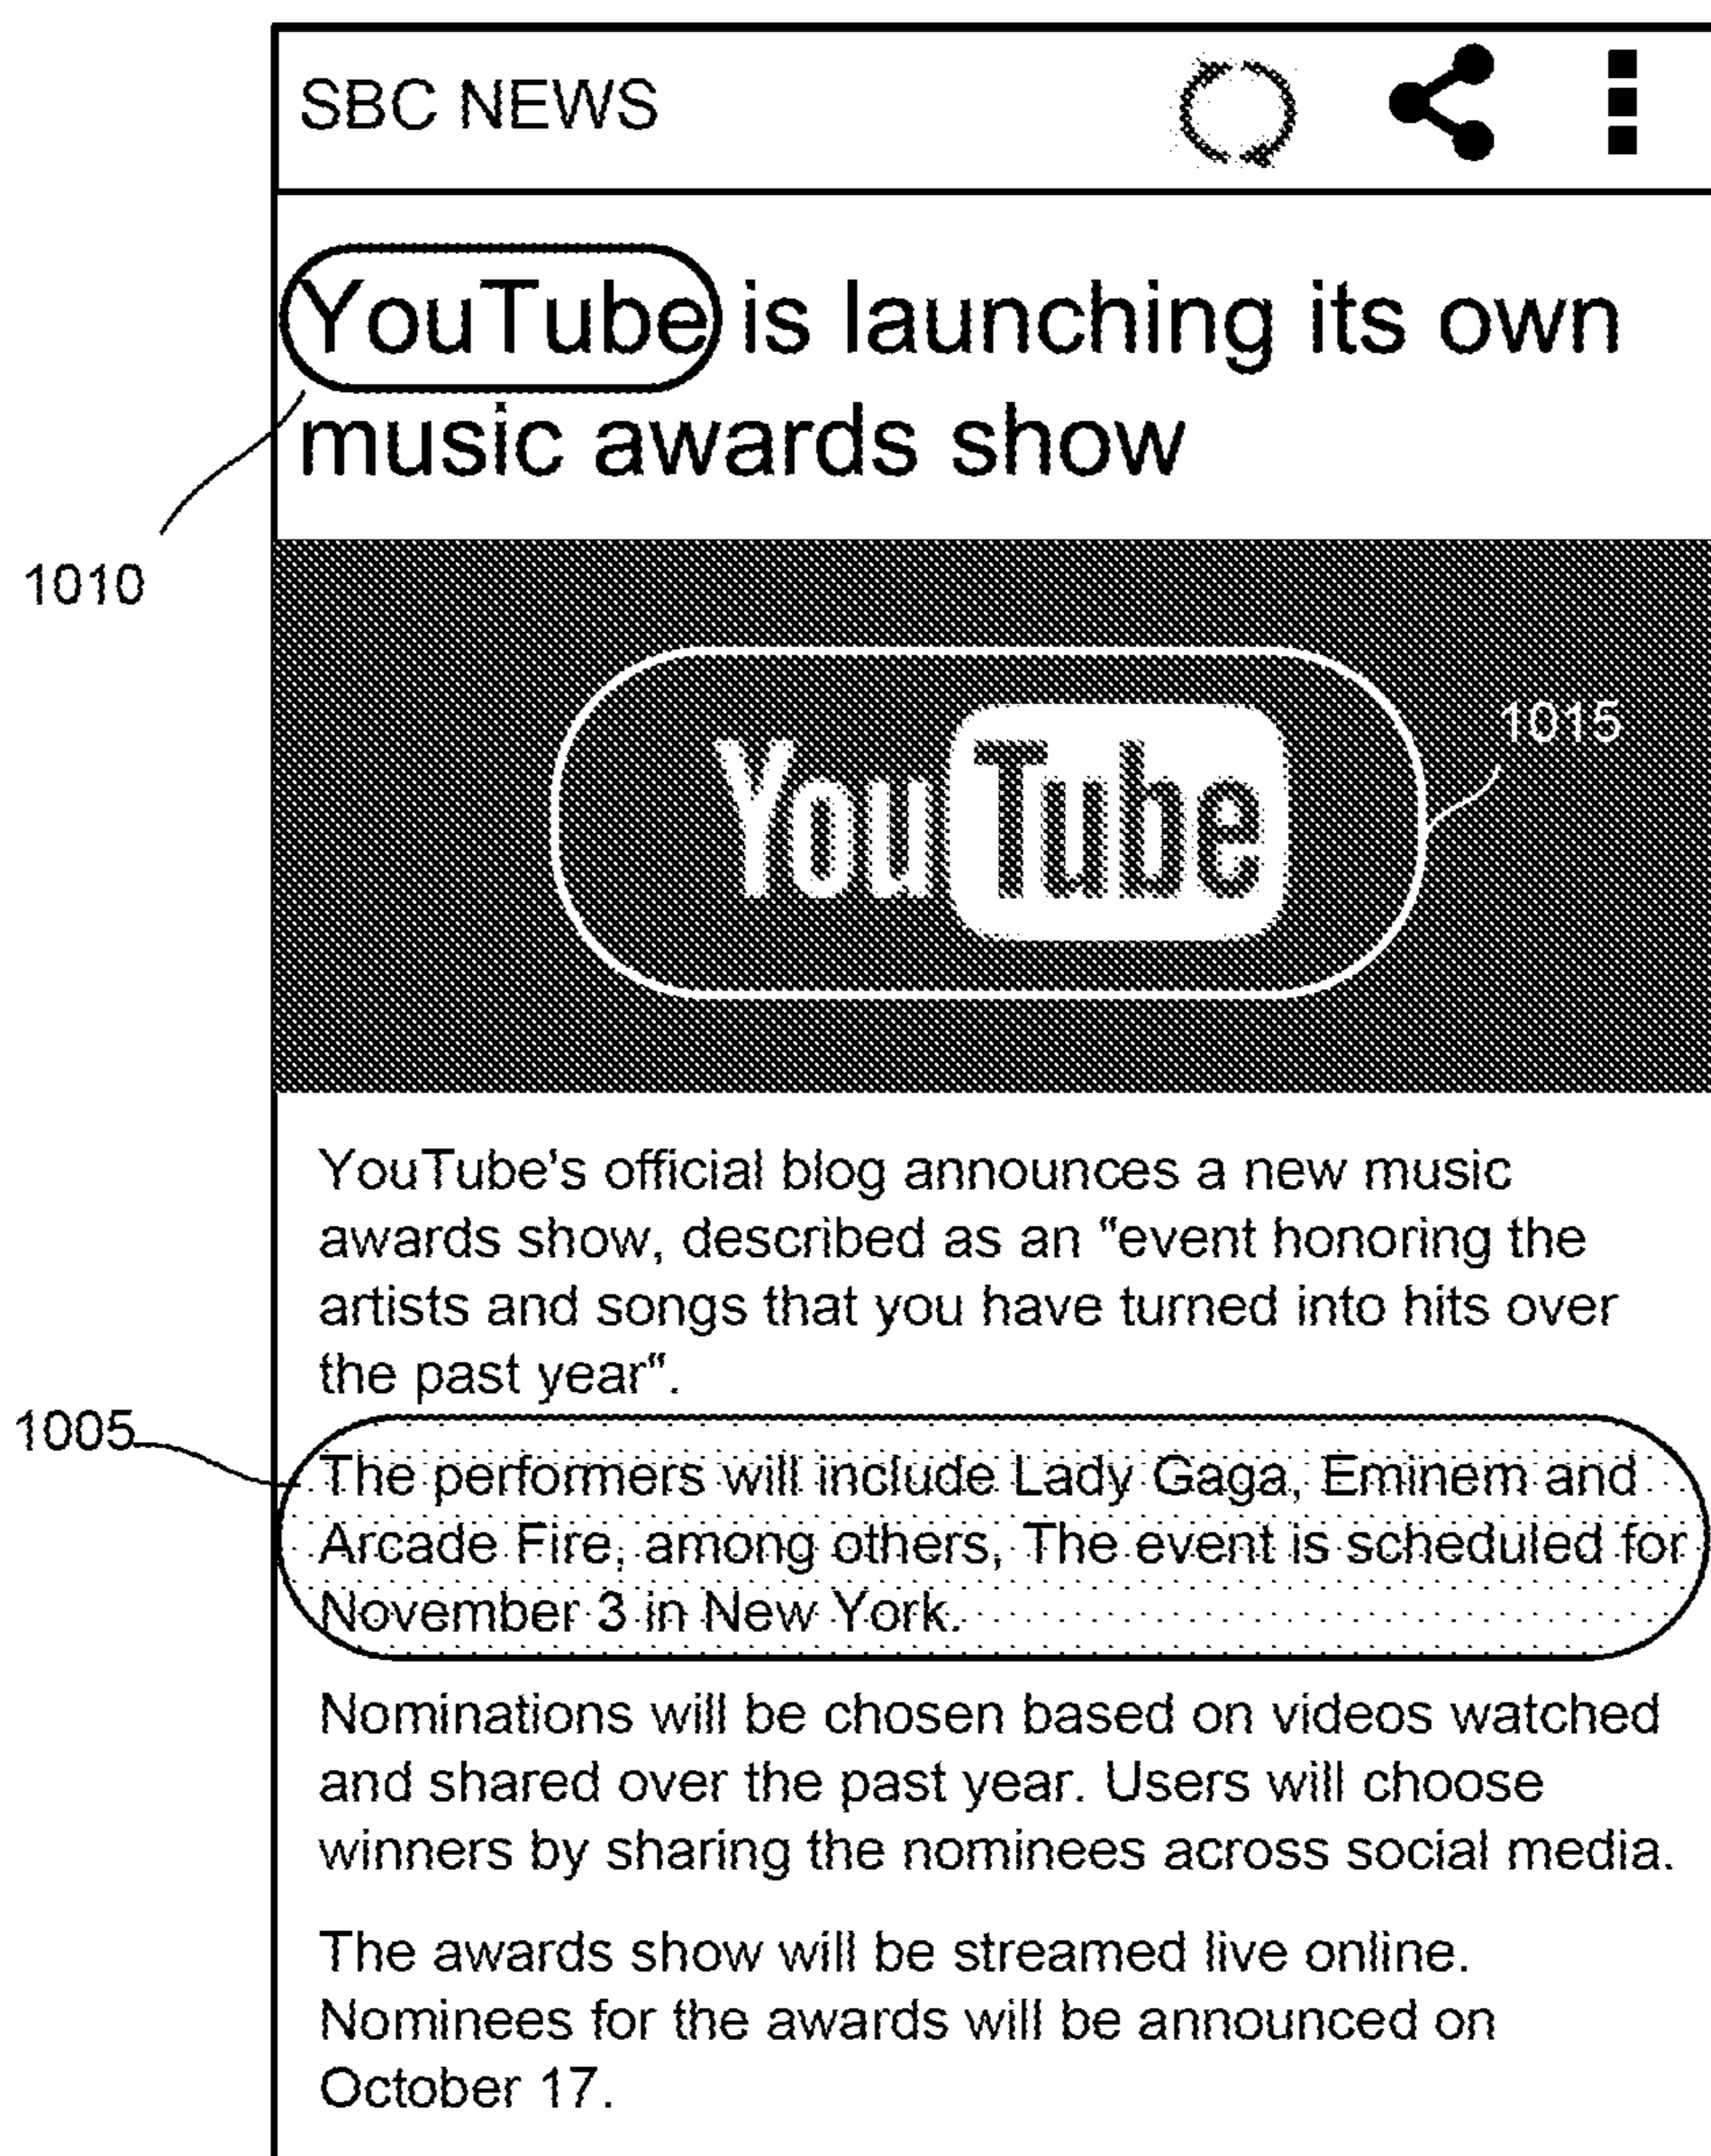 SBC NEWS
YouTube is launching its own
music awards show
1010
1015
YouTube
YouTube's official blog announces a new music
awards show, described as an “event honoring the
artists and songs that you have turned into hits over
the past year“.
1005
The performers will include Lady Gaga, Eminem and
Arcade Fire, among others, The event is scheduled for
November 3 in New York.
Nominations will be chosen based on videos watched
and shared over the past year. Users will choose
winners by sharing the nominees across social media.
The awards show will be streamed live online.
Nominees for the awards will be announced on
October 17.